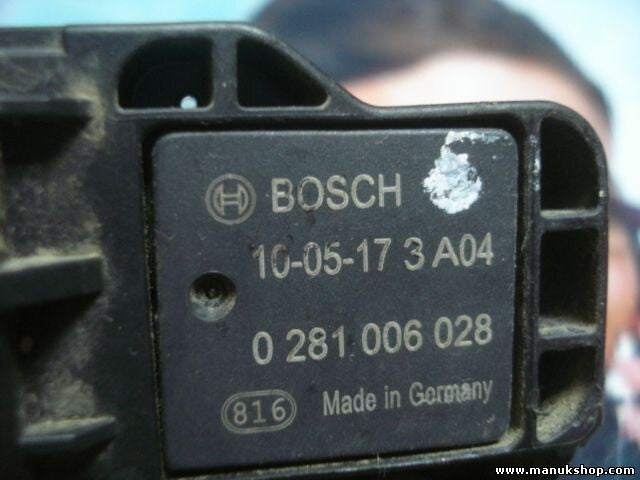 BOSCH
10-05-17 3 A04
0 281 006 028
816 Made in Germany
www.manukshop.com